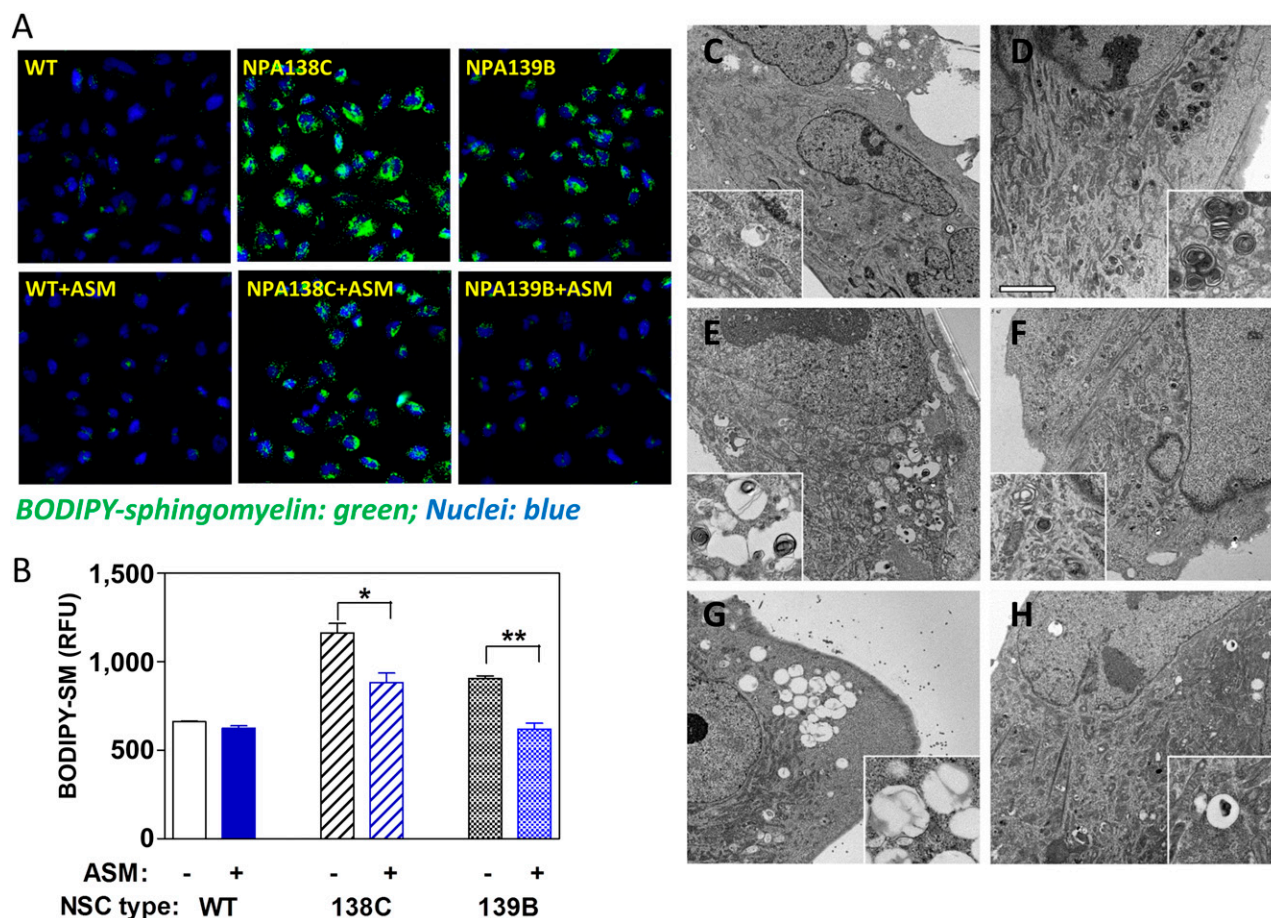 A
WT
NPA138C
NPA139B
WT+ASM
NPA138C+ASM
NPA139B+ASM
BODIPY-sphingomyelin: green; Nuclei: blue
B
BODIPY-SM (RFU)
1,500
1,000
500
0
*
**
ASM: - + - + - +
NSC type: WT 138C 139B
C
D
E
F
G
H